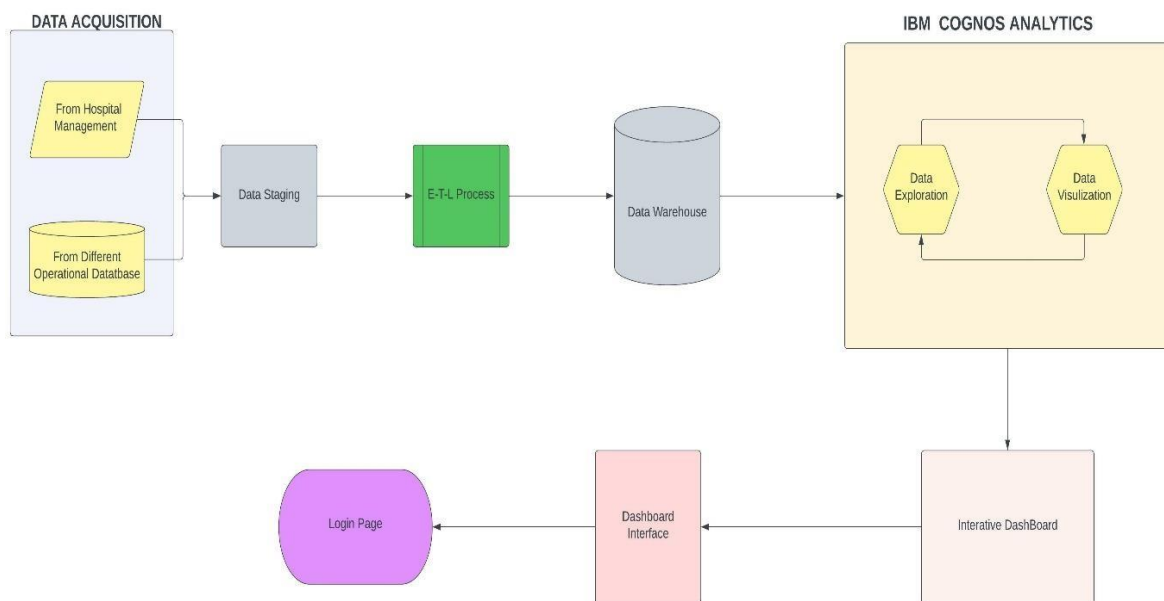 DATA ACQUISITION
IBM COGNOS ANALYTICS
From Hospital
Management
From Different
Operational Datatbase
Data Staging
E-T-L Process
Data Warehouse
Data
Exploration
Data
Visulization
Login Page
Dashboard
Interface
Interative DashBoard